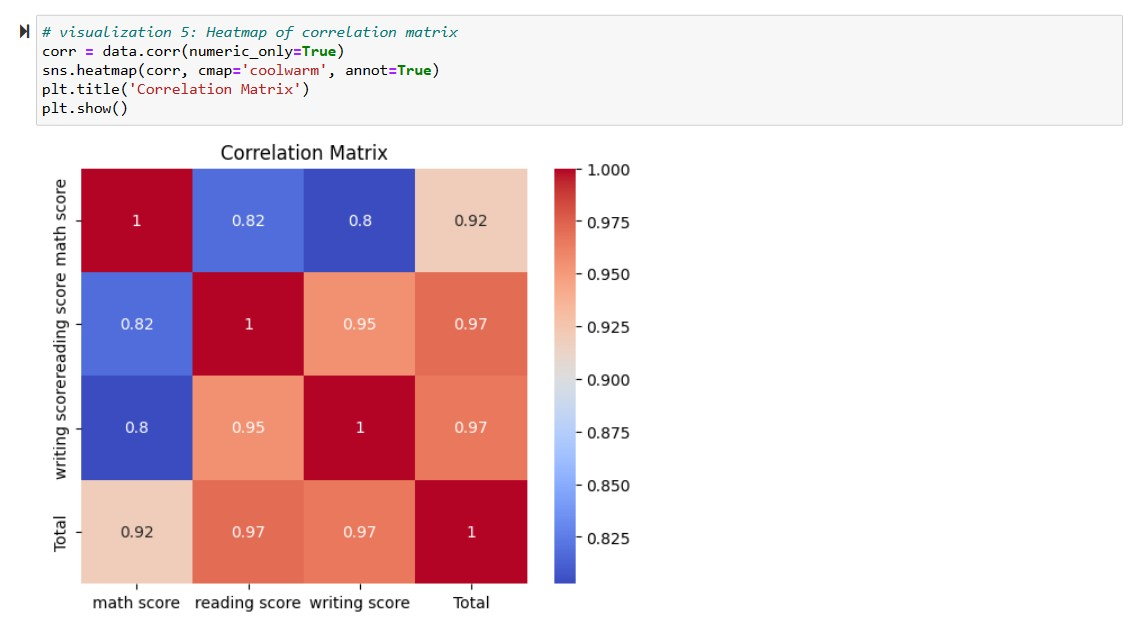 # visualization 5: Heatmap of correlation matrix
corr = data.corr(numeric_only=True)
sns.heatmap(corr, cmap='coolwarm', annot=True)
plt.title('Correlation Matrix')
plt.show()
Correlation Matrix
math score
1 0.82 0.8 0.92
reading score
0.82 1 0.95 0.97
writing score
0.8 0.95 1 0.97
Total
0.92 0.97 0.97 1
math score reading score writing score Total
1.000
0.975
0.950
0.925
0.900
0.875
0.850
0.825